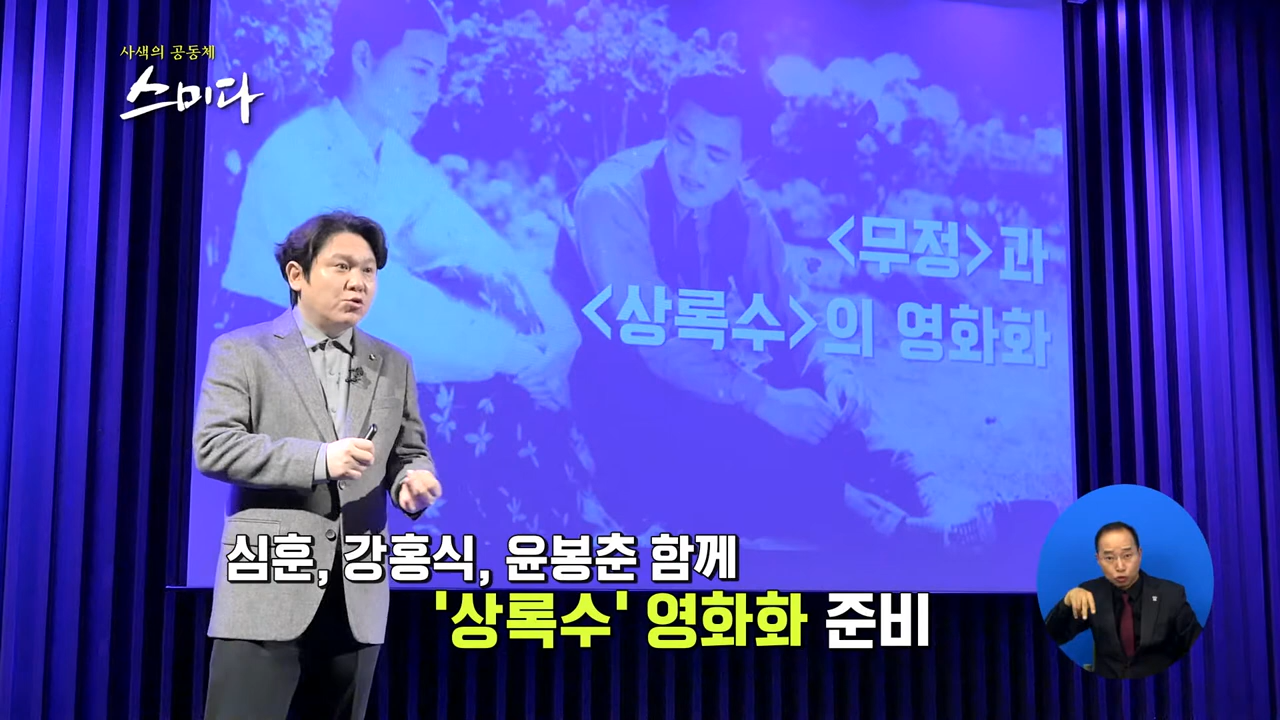 사색의 공동체
스미다
<무정>과
<상록수>의 영화화
심훈, 강홍식, 윤봉춘 함께
'상록수' 영화화 준비